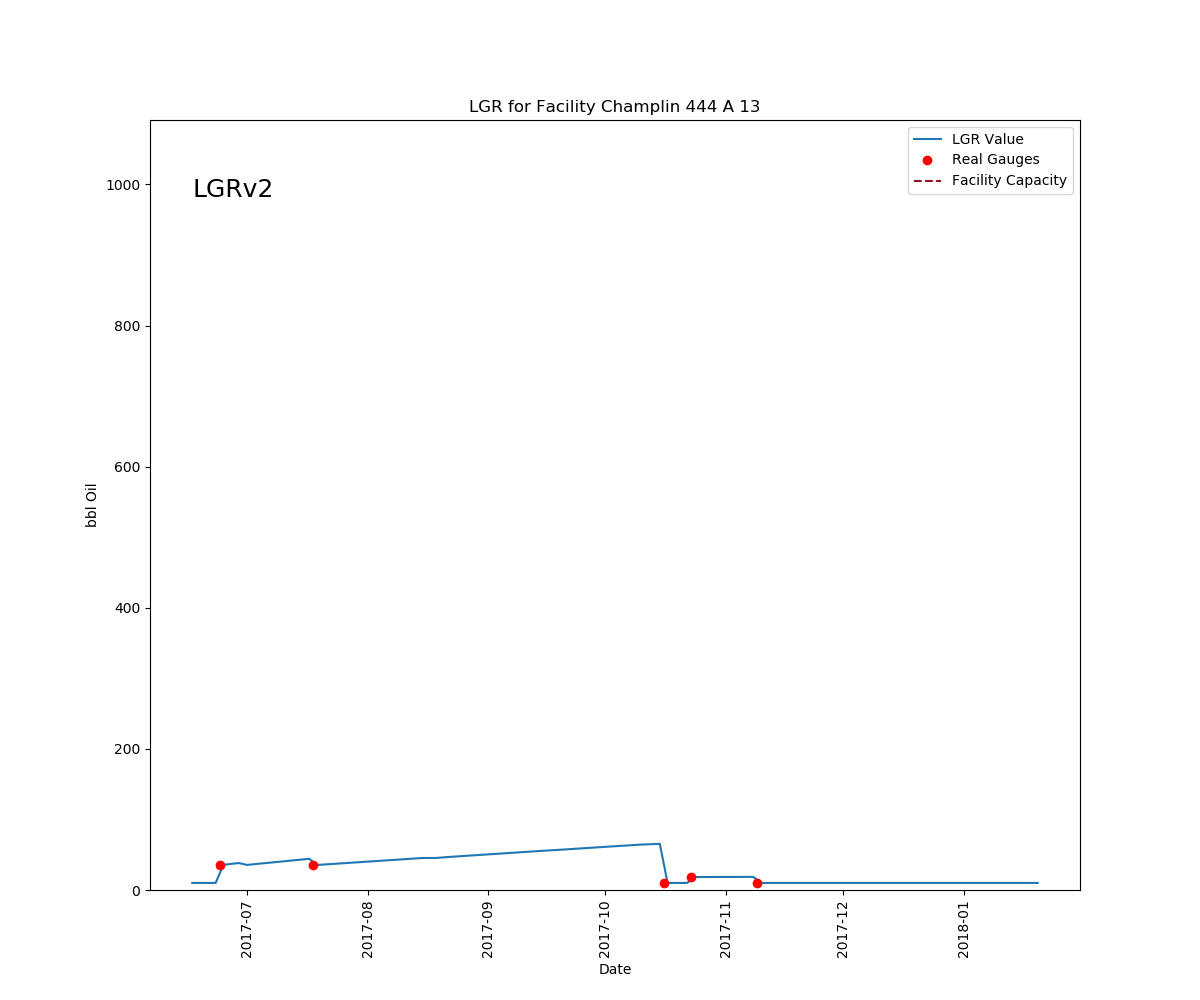 LGR for Facility Champlin 444 A 13
LGR Value
Real Gauges
Facility Capacity
LGRv2
1000
800
600
400
200
0
bbl Oil
2017-07
2017-08
2017-09
2017-10
2017-11
2017-12
2018-01
Date